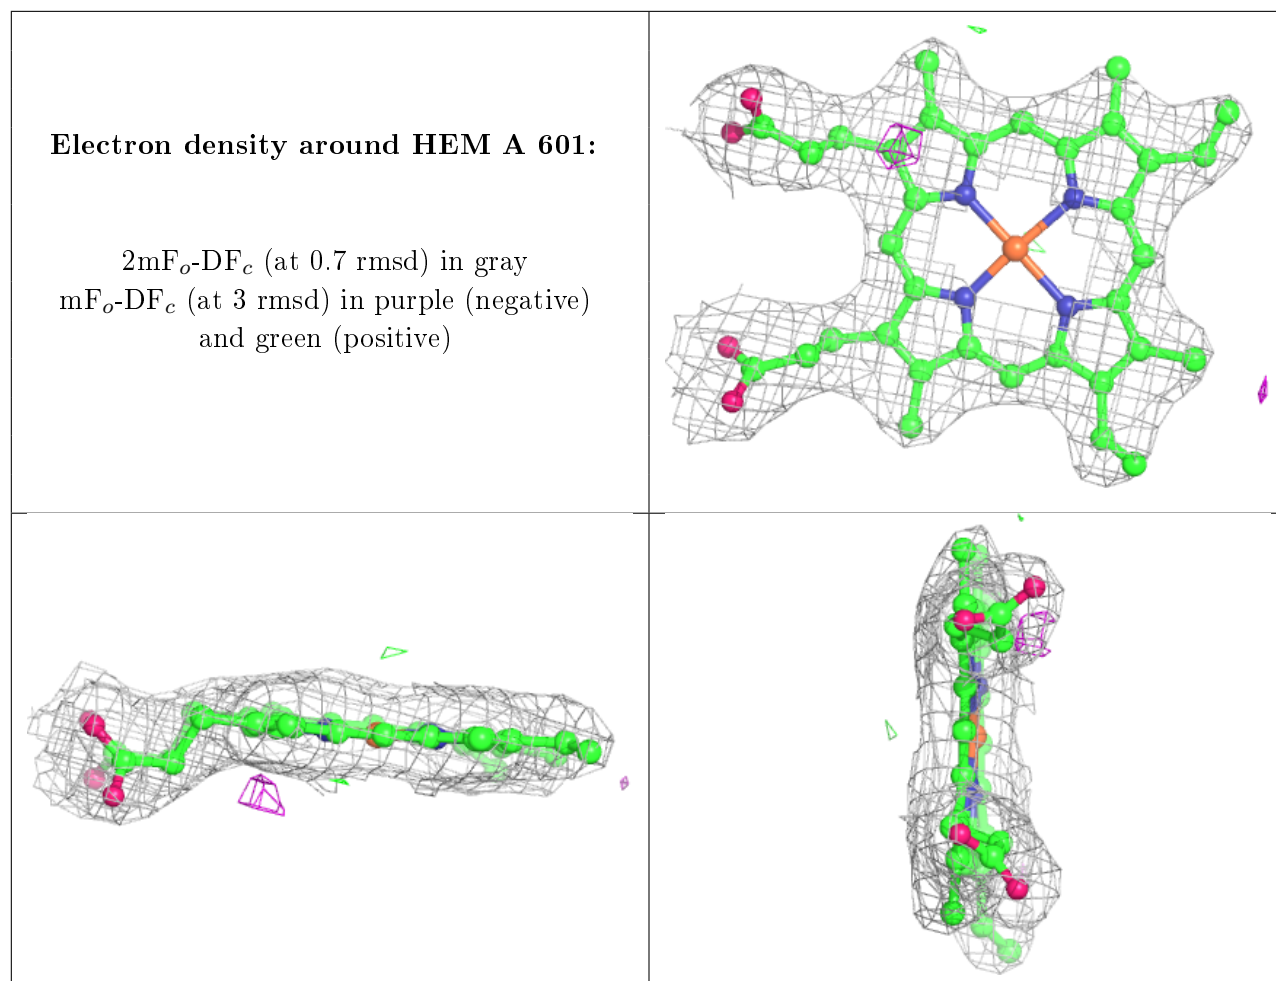 Electron density around HEM A 601:
2mFₒ-DF𝒸 (at 0.7 rmsd) in gray
mFₒ-DF𝒸 (at 3 rmsd) in purple (negative)
and green (positive)